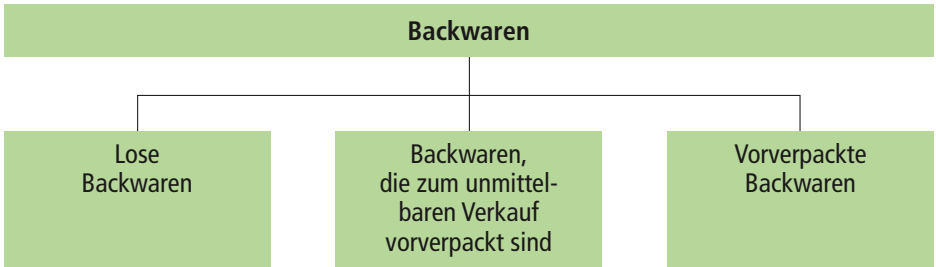 Backwaren
Lose
Backwaren
Backwaren,
die zum unmittel-
baren Verkauf
vorverpackt sind
Vorverpackte
Backwaren